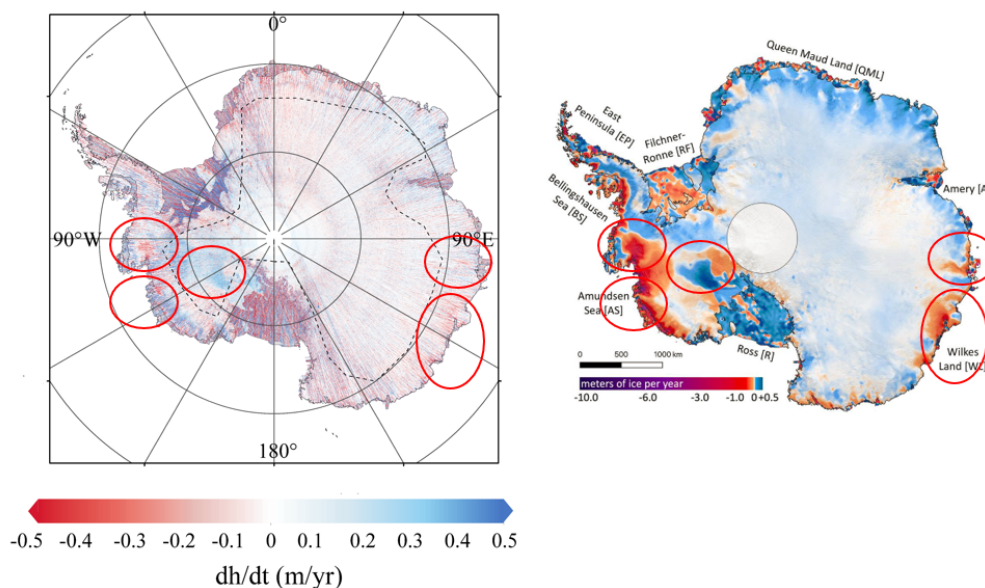 0°
90°W
90°E
180°
-0.5 -0.4 -0.3 -0.2 -0.1 0 0.1 0.2 0.3 0.4 0.5
dh/dt (m/yr)
Queen Maud Land [QML]
East
Peninsula [EP]
Filchner-
Ronne [RF]
Bellingshausen
Sea [BS]
Amery [A
Amundsen
Sea [AS]
Ross [R]
Wilkes
Land [WL]
0 500 1000 km
meters of ice per year
-10.0 -6.0 -3.0 -1.0 0+0.5